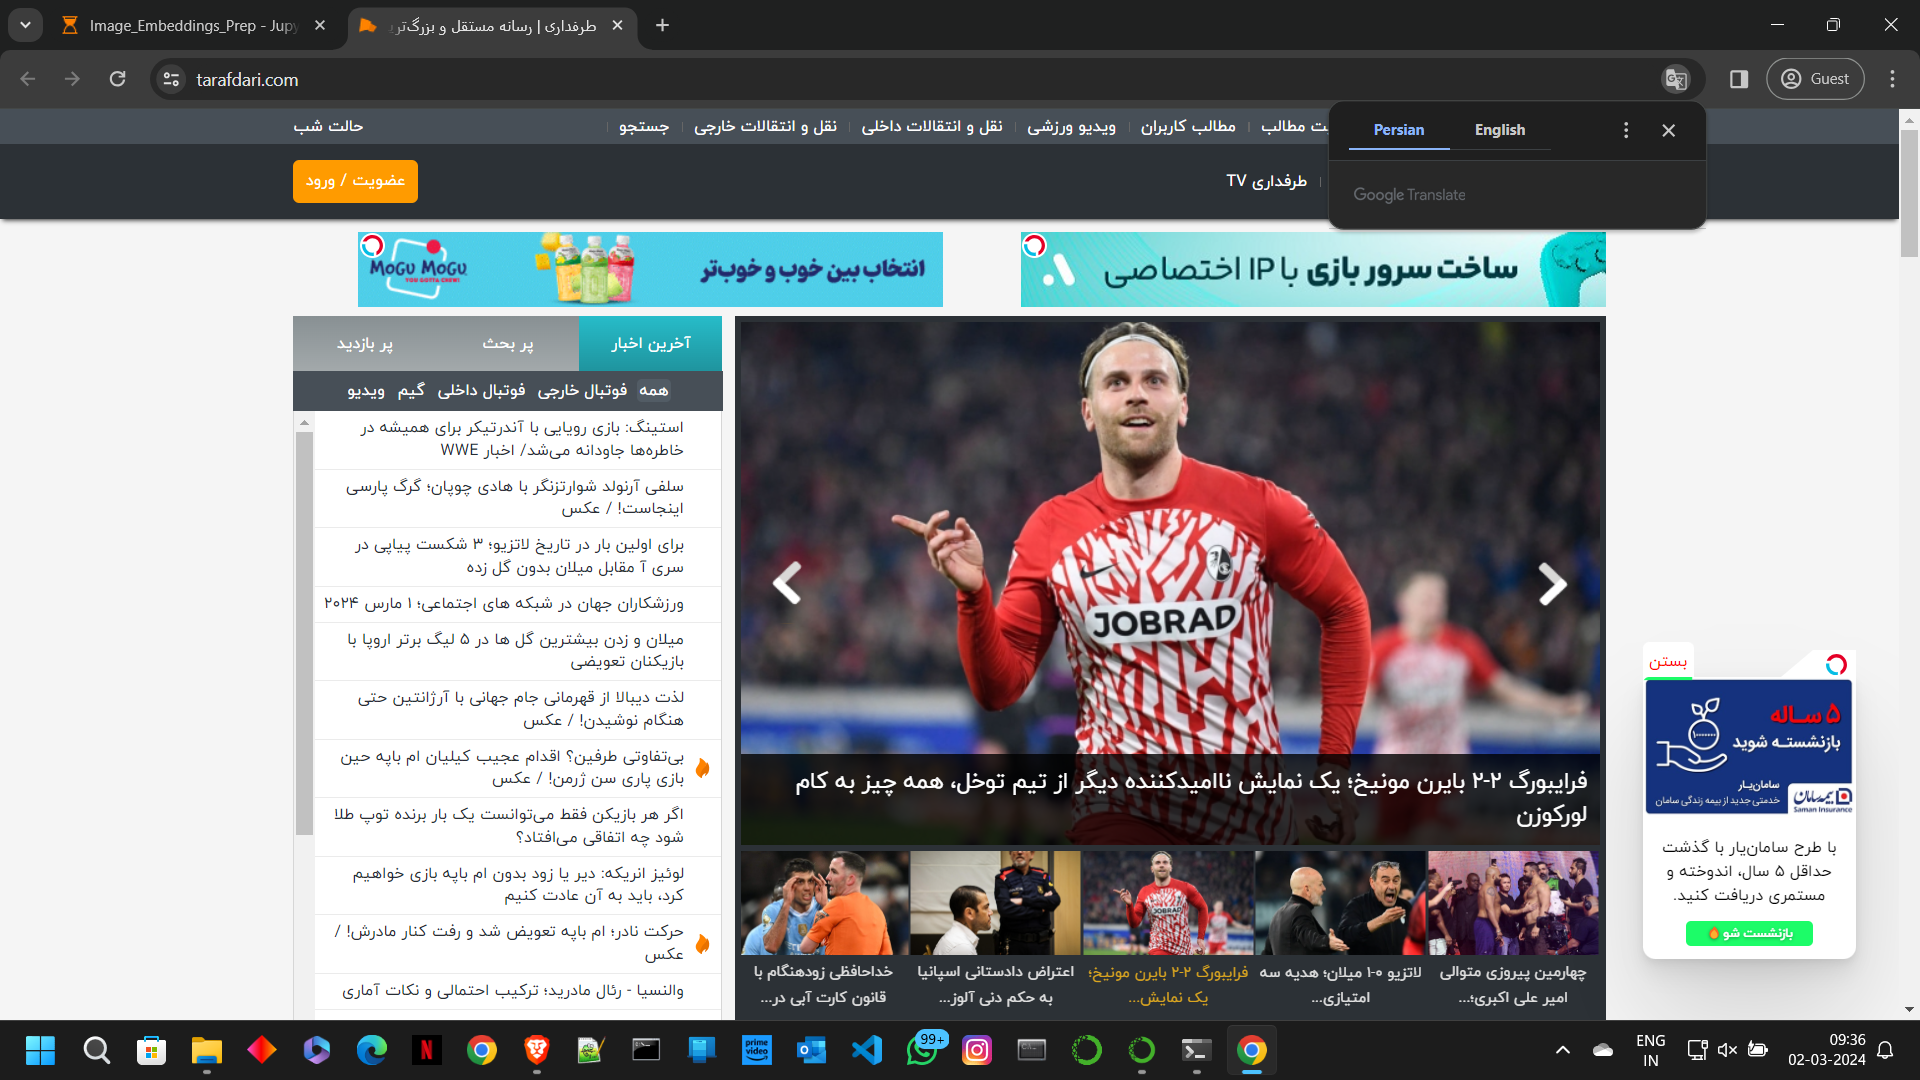 Image_Embeddings_Prep - Jupy
طرفداری | رسانه مستقل و بزرگ‌تری
tarafdari.com
Guest
حالت شب
جستجو
نقل و انتقالات خارجی
نقل و انتقالات داخلی
ویدیو ورزشی
مطالب کاربران
ت مطالب
Persian
English
Google Translate
عضویت / ورود
طرفداری TV
MOGU MOGU
YOU GOTTA CHEW!
انتخاب بین خوب و خوب‌تر
ساخت سرور بازی با IP اختصاصی
آخرین اخبار
پر بحث
پر بازدید
همه
فوتبال خارجی
فوتبال داخلی
گیم
ویدیو
استینگ: بازی رویایی با آندرتیکر برای همیشه در
خاطره‌ها جاودانه می‌شد/ اخبار WWE
سلفی آرنولد شوارتزنگر با هادی چوپان؛ گرگ پارسی
اینجاست! / عکس
برای اولین بار در تاریخ لاتزیو؛ ۳ شکست پیاپی در
سری آ مقابل میلان بدون گل زده
ورزشکاران جهان در شبکه های اجتماعی؛ ۱ مارس ۲۰۲۴
میلان و زدن بیشترین گل ها در ۵ لیگ برتر اروپا با
بازیکنان تعویضی
لذت دیبالا از قهرمانی جام جهانی با آرژانتین حتی
هنگام نوشیدن! / عکس
بی‌تفاوتی طرفین؟ اقدام عجیب کیلیان ام باپه حین
بازی پاری سن ژرمن! / عکس
اگر هر بازیکن فقط می‌توانست یک بار برنده توپ طلا
شود چه اتفاقی می‌افتاد؟
لوئیز انریکه: دیر یا زود بدون ام باپه بازی خواهیم
کرد، باید به آن عادت کنیم
حرکت نادر؛ ام باپه تعویض شد و رفت کنار مادرش! /
عکس
والنسیا - رئال مادرید؛ ترکیب احتمالی و نکات آماری
JOBRAD
فرایبورگ ۲-۲ بایرن مونیخ؛ یک نمایش ناامیدکننده دیگر از تیم توخل، همه چیز به کام
لورکوزن
JOBRAD
چهارمین پیروزی متوالی
امیر علی اکبری؛...
لاتزیو ۰-۱ میلان؛ هدیه سه
امتیازی...
فرایبورگ ۲-۲ بایرن مونیخ؛
یک نمایش...
اعتراض دادستانی اسپانیا
به حکم دنی آلوز...
خداحافظی زودهنگام با
قانون کارت آبی در...
بستن
۵ ساله
بازنشسته شوید
سامان‌یار
خدمتی جدید از بیمه زندگی سامان
بیمه سامان
Saman Insurance
با طرح سامان‌یار با گذشت
حداقل ۵ سال، اندوخته و
مستمری دریافت کنید.
بازنشست شو
prime
video
99+
ENG
IN
09:36
02-03-2024